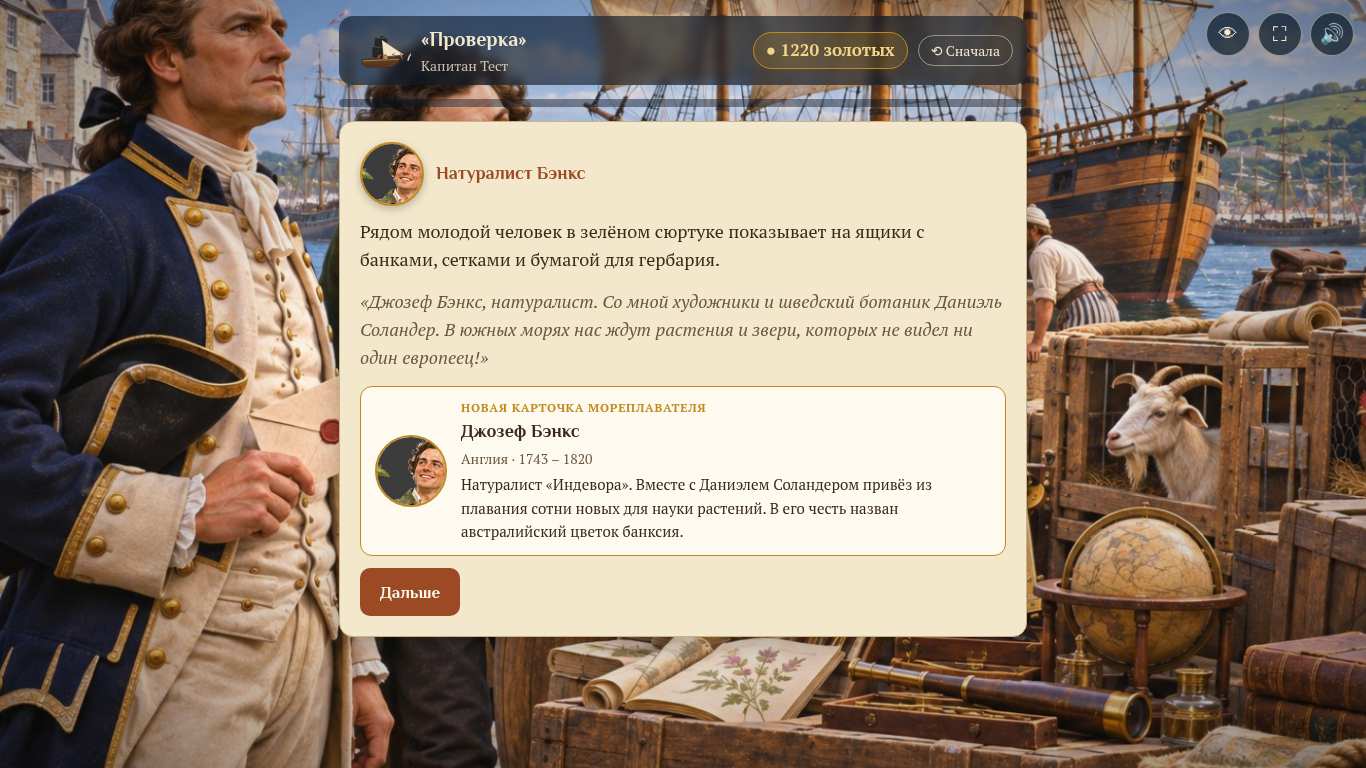 «Проверка»
Капитан Тест
● 1220 золотых
⟲ Сначала
Натуралист Бэнкс
Рядом молодой человек в зелёном сюртуке показывает на ящики с
банками, сетками и бумагой для гербария.
«Джозеф Бэнкс, натуралист. Со мной художники и шведский ботаник Даниэль
Соландер. В южных морях нас ждут растения и звери, которых не видел ни
один европеец!»
НОВАЯ КАРТОЧКА МОРЕПЛАВАТЕЛЯ
Джозеф Бэнкс
Англия · 1743 – 1820
Натуралист «Индевора». Вместе с Даниэлем Соландером привёз из
плавания сотни новых для науки растений. В его честь назван
австралийский цветок банксия.
Дальше